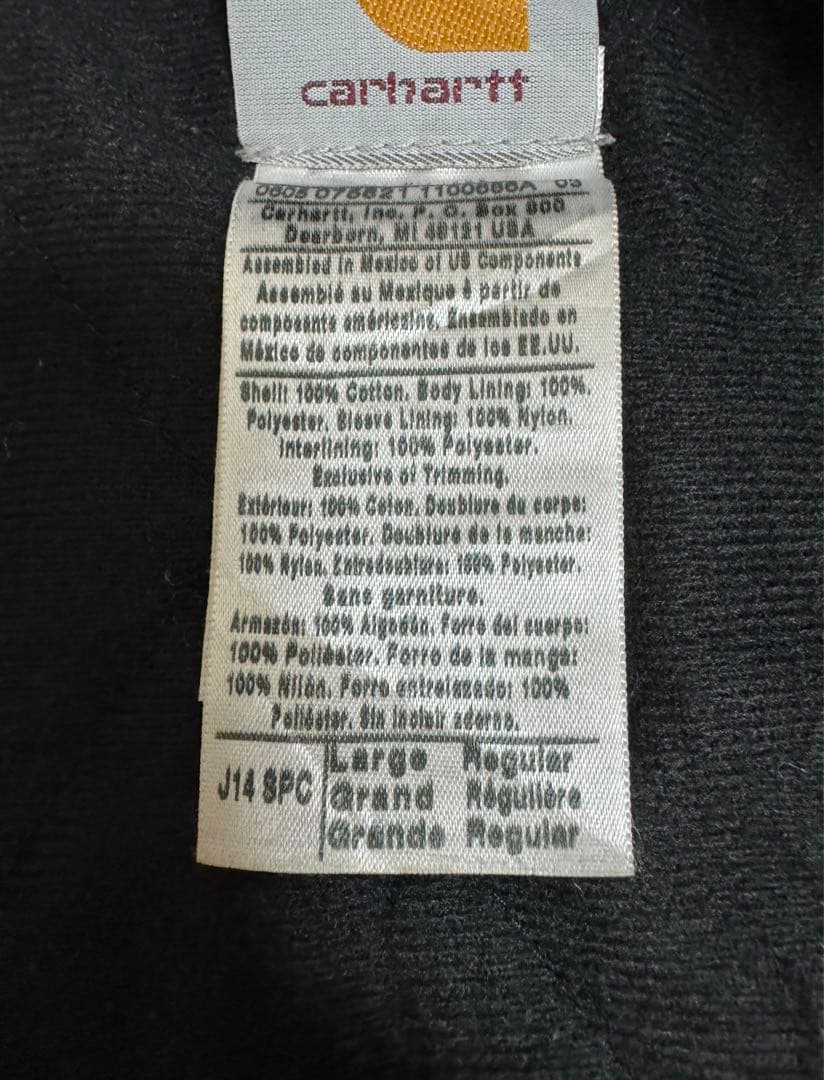 carhartt
0605 075621 1100666A 03
Carhartt, Inc. P. O. Box 600
Dearborn, MI 48121 USA
Assembled in Mexico of US Components
Assemblé au Mexique à partir de
composants américains. Ensamblado en
México de componentes de los EE.UU.
Shell: 100% Cotton. Body Lining: 100%.
Polyester. Sleeve Lining: 100% Nylon.
Interlining: 100% Polyester.
Exclusive of Trimming.
Extérieur: 100% Coton. Doublure du corps:
100% Polyester. Doublure de la manche:
100% Nylon. Entredoublure: 100% Polyester.
Sans garniture.
Armazón: 100% Algodón. Forro del cuerpo:
100% Poliéster. Forro de la manga:
100% Nilón. Forro entrelazado: 100%
Poliéster. Sin incluir adorno.
J14 SPC
Large Regular
Grand Régulière
Grande Regular